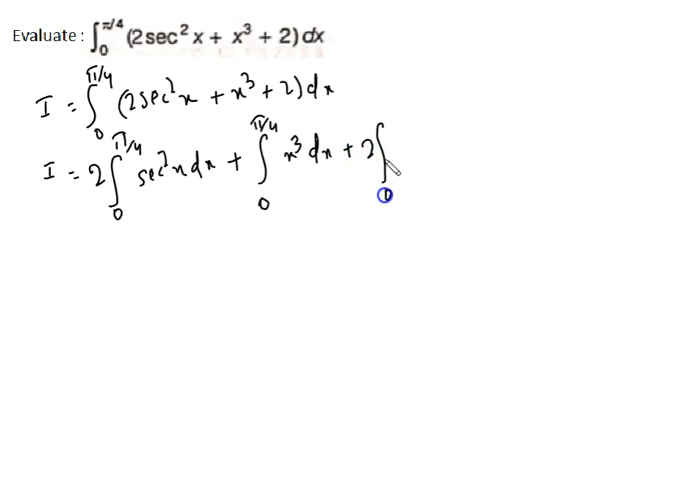 Evaluate : ∫₀^π/4 (2sec² x + x³ + 2) dx
I = ∫₀^π/4 (2sec²x + x³ + 2) dx
I = 2∫₀^π/4 sec²x dx + ∫₀^π/4 x³ dx + 2∫₀